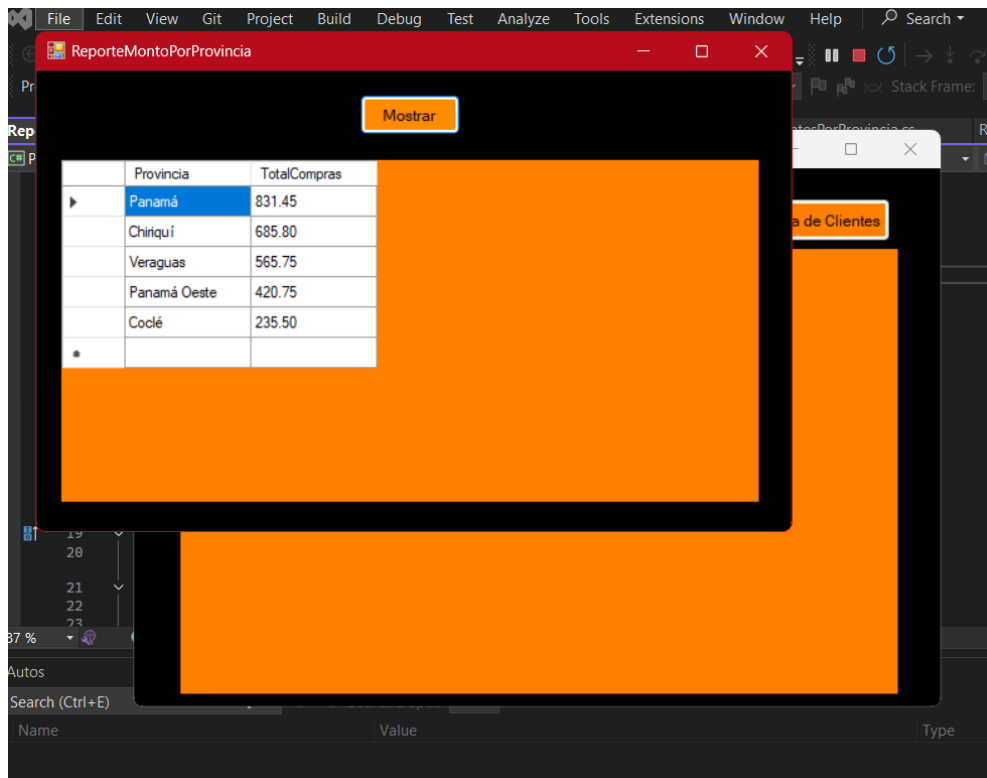 File Edit View Git Project Build Debug Test Analyze Tools Extensions Window Help Search
ReporteMontoPorProvincia
Stack Frame:
Mostrar
de Clientes
Provincia TotalCompras
Panamá 831.45
Chiriquí 685.80
Veraguas 565.75
Panamá Oeste 420.75
Coclé 235.50
*
19
20
21
22
23
37 %
Autos
Search (Ctrl+E)
Name Value Type